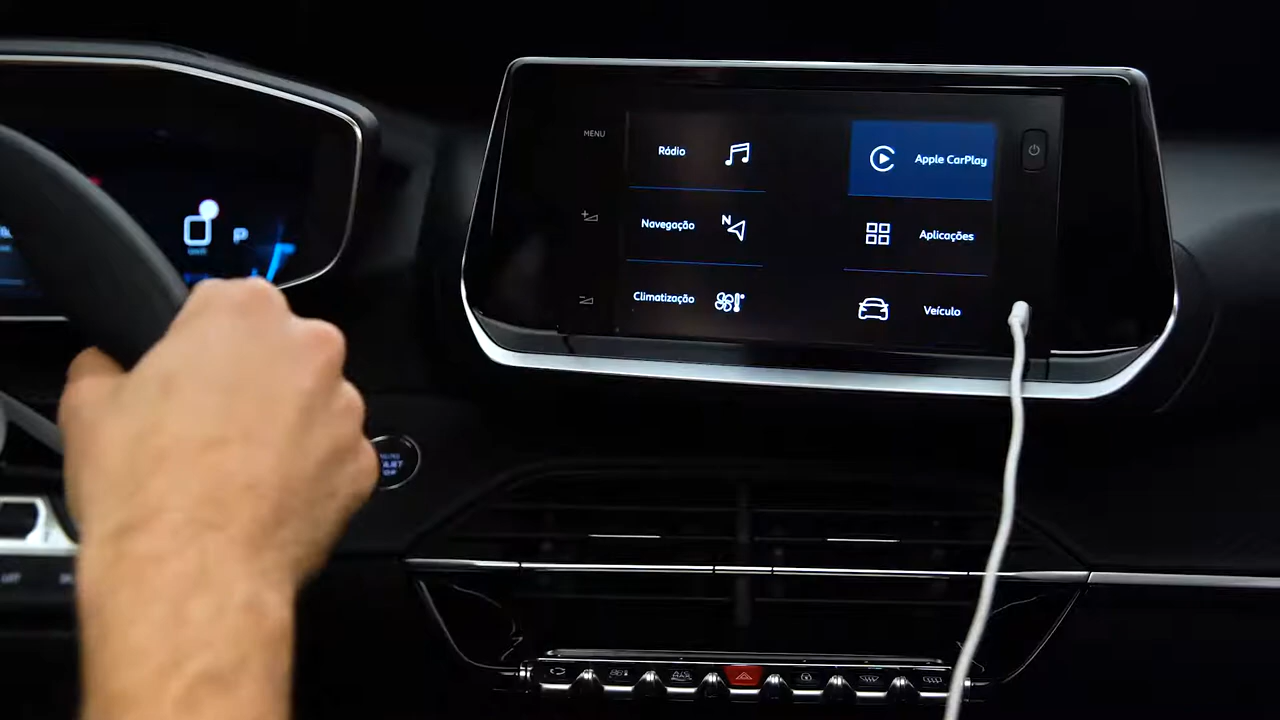 MENU
Rádio
Apple CarPlay
Navegação
N
Aplicações
Climatização
Veículo
P